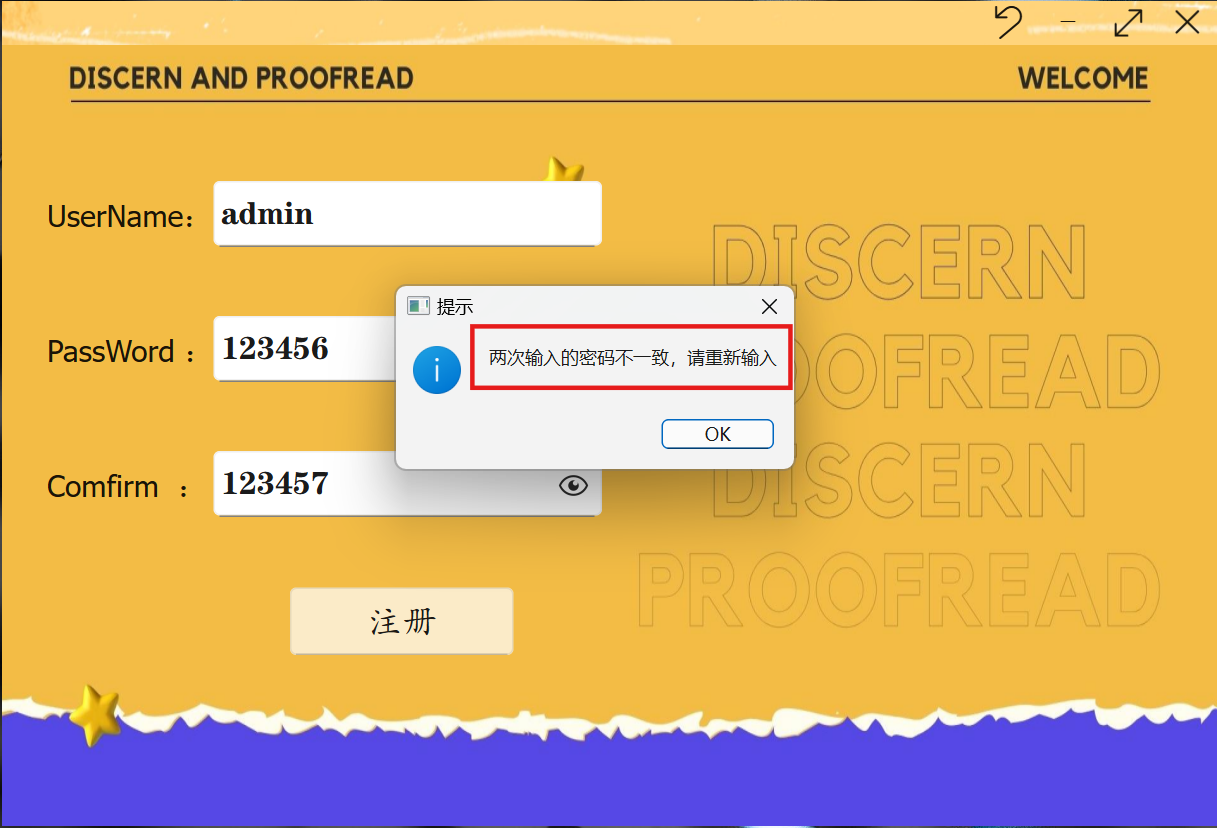 DISCERN AND PROOFREAD
WELCOME
UserName：
admin
DISCERN
提示
两次输入的密码不一致，请重新输入
OK
PassWord ：
123456
OOFREAD
Comfirm ：
123457
DISCERN
PROOFREAD
注册